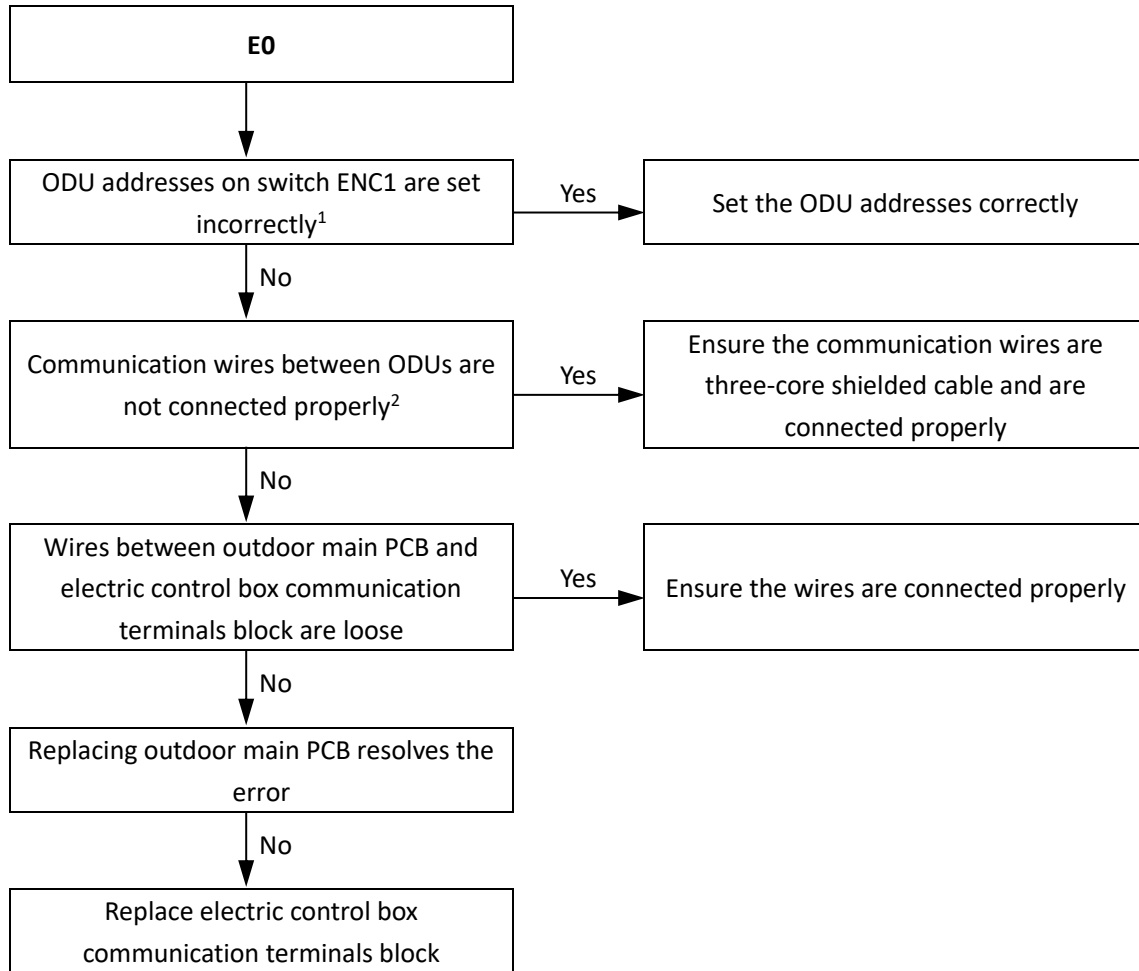 E0
ODU addresses on switch ENC1 are set
incorrectly1
Yes
Set the ODU addresses correctly
No
Communication wires between ODUs are
not connected properly2
Yes
Ensure the communication wires are
three-core shielded cable and are
connected properly
No
Wires between outdoor main PCB and
electric control box communication
terminals block are loose
Yes
Ensure the wires are connected properly
No
Replacing outdoor main PCB resolves the
error
No
Replace electric control box
communication terminals block